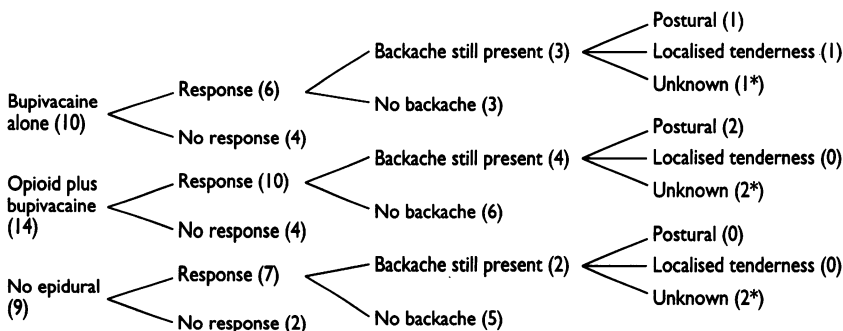 Postural (1)
Backache still present (3)
Localised tenderness (1)
Response (6)
Unknown (1*)
Bupivacaine
alone (10)
No backache (3)
No response (4)
Postural (2)
Backache still present (4)
Localised tenderness (0)
Opioid plus
bupivacaine
(14)
Response (10)
Unknown (2*)
No backache (6)
No response (4)
Postural (0)
Backache still present (2)
Localised tenderness (0)
Response (7)
Unknown (2*)
No epidural
(9)
No backache (5)
No response (2)